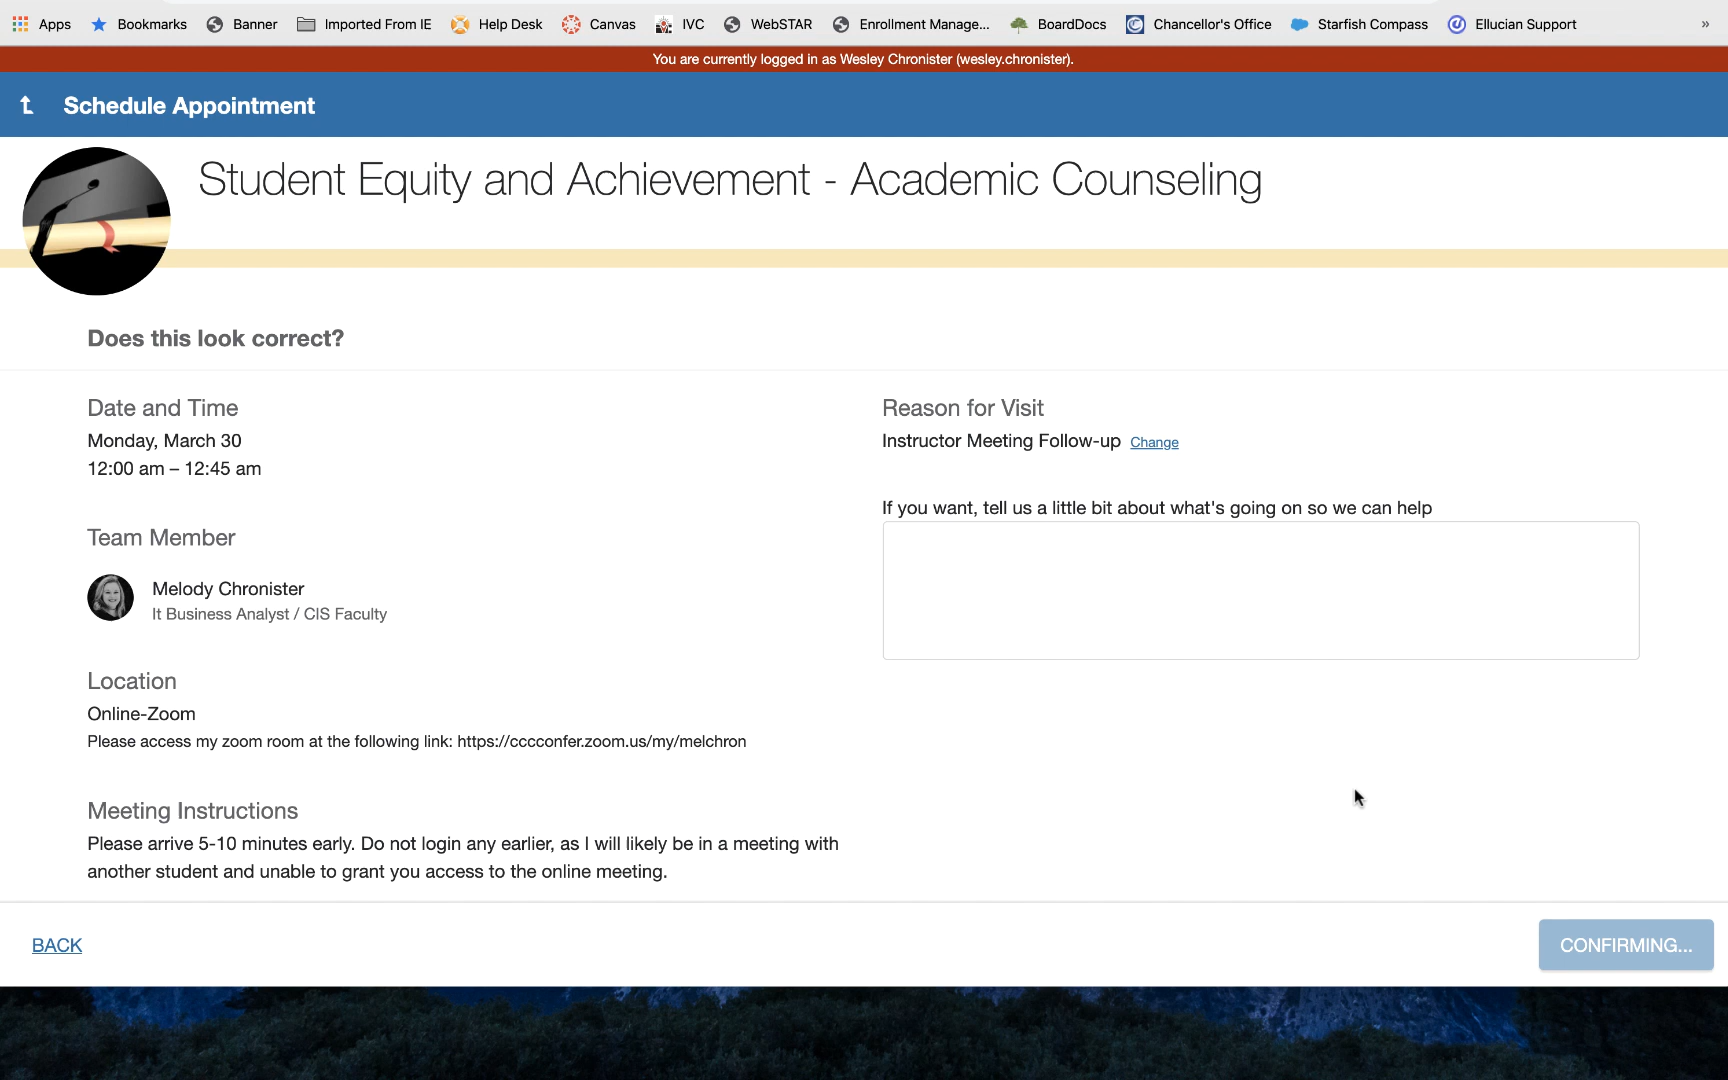 Apps Bookmarks Banner Imported From IE Help Desk Canvas IVC WebSTAR Enrollment Manage... BoardDocs Chancellor's Office Starfish Compass Ellucian Support »
You are currently logged in as Wesley Chronister (wesley.chronister).
Schedule Appointment
Student Equity and Achievement - Academic Counseling
Does this look correct?
Date and Time
Monday, March 30
12:00 am – 12:45 am
Team Member
Melody Chronister
It Business Analyst / CIS Faculty
Location
Online-Zoom
Please access my zoom room at the following link: https://cccconfer.zoom.us/my/melchron
Meeting Instructions
Please arrive 5-10 minutes early. Do not login any earlier, as I will likely be in a meeting with
another student and unable to grant you access to the online meeting.
Reason for Visit
Instructor Meeting Follow-up Change
If you want, tell us a little bit about what's going on so we can help
BACK
CONFIRMING...